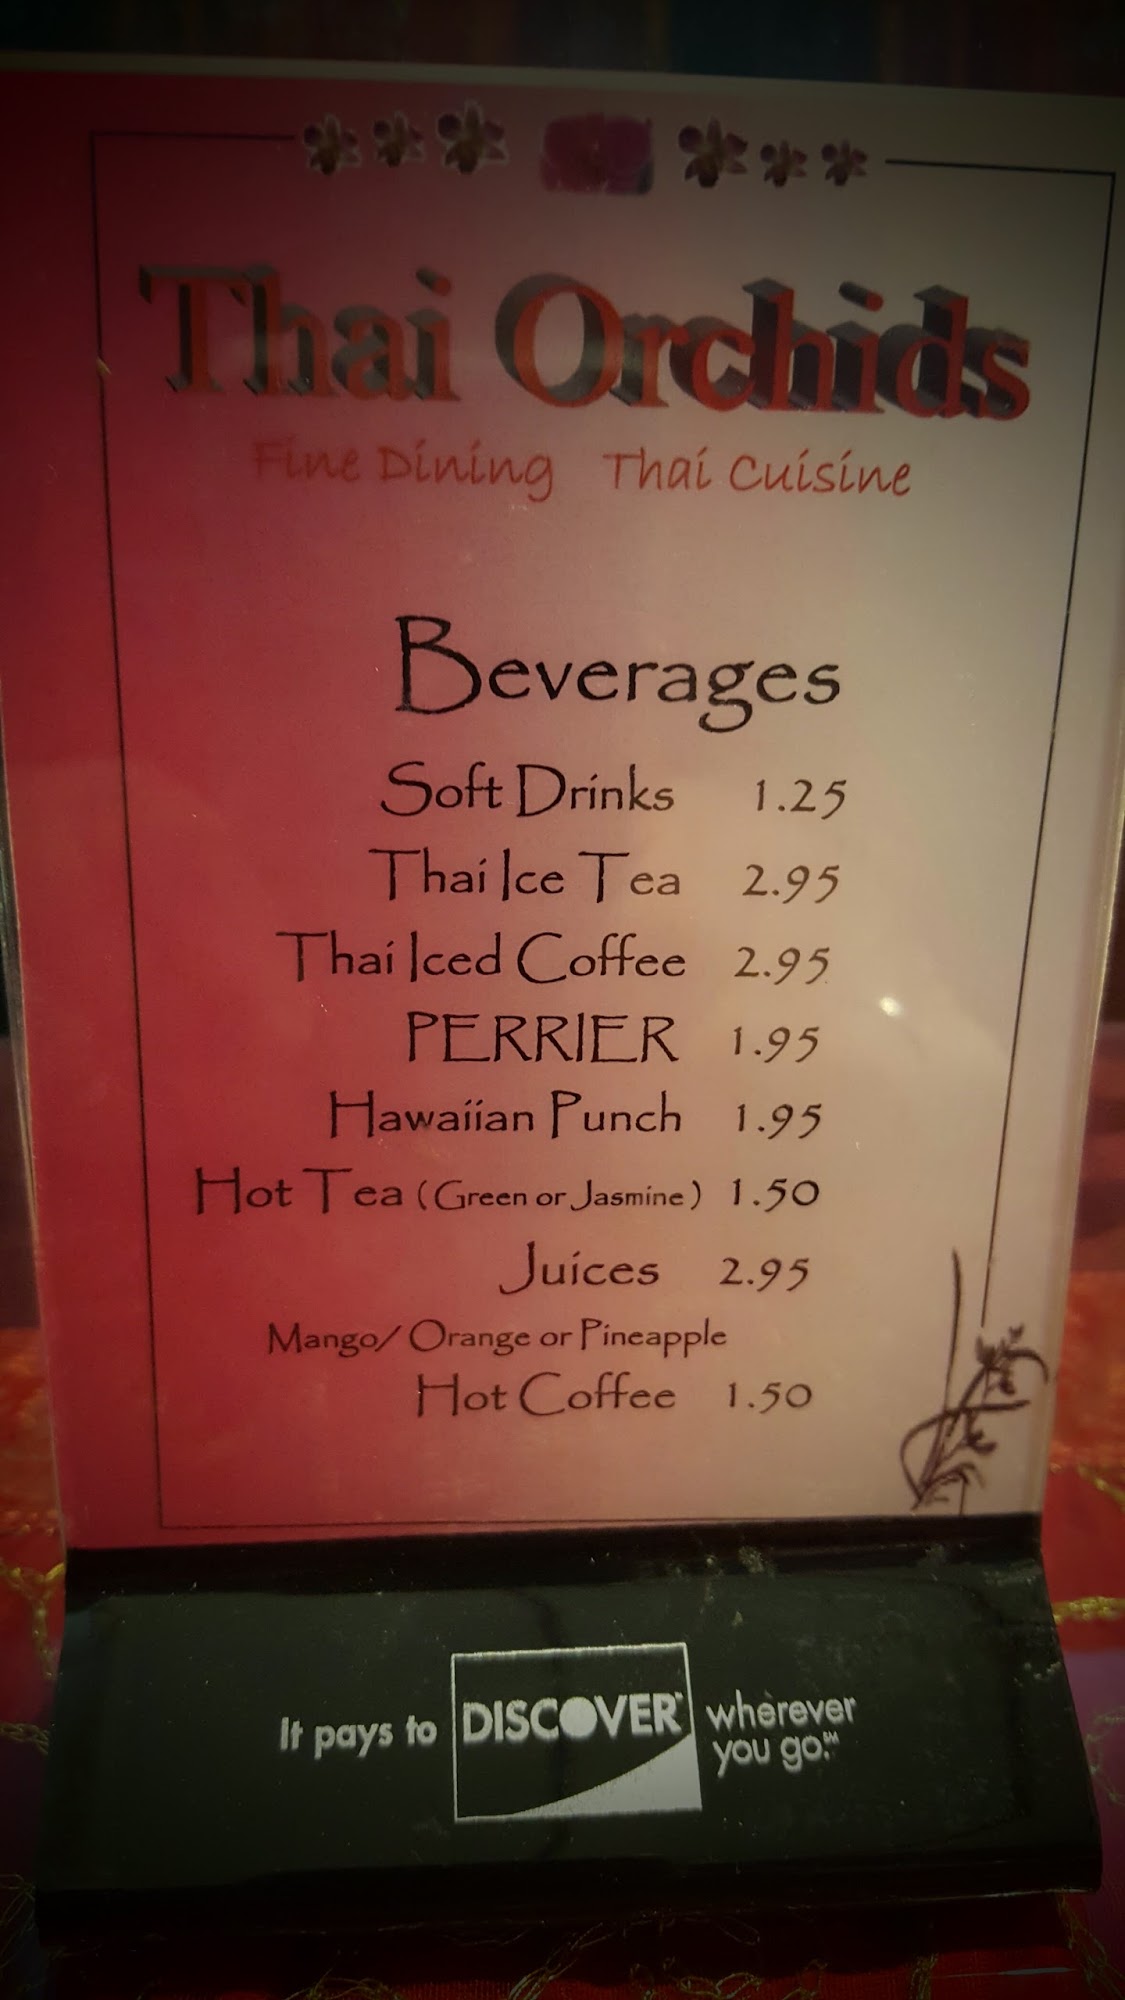 Thai Orchids
Fine Dining Thai Cuisine
Beverages
Soft Drinks 1.25
Thai Ice Tea 2.95
Thai Iced Coffee 2.95
PERRIER 1.95
Hawaiian Punch 1.95
Hot Tea (Green or Jasmine) 1.50
Juices 2.95
Mango/ Orange or Pineapple
Hot Coffee 1.50
It pays to DISCOVER wherever
you go.℠